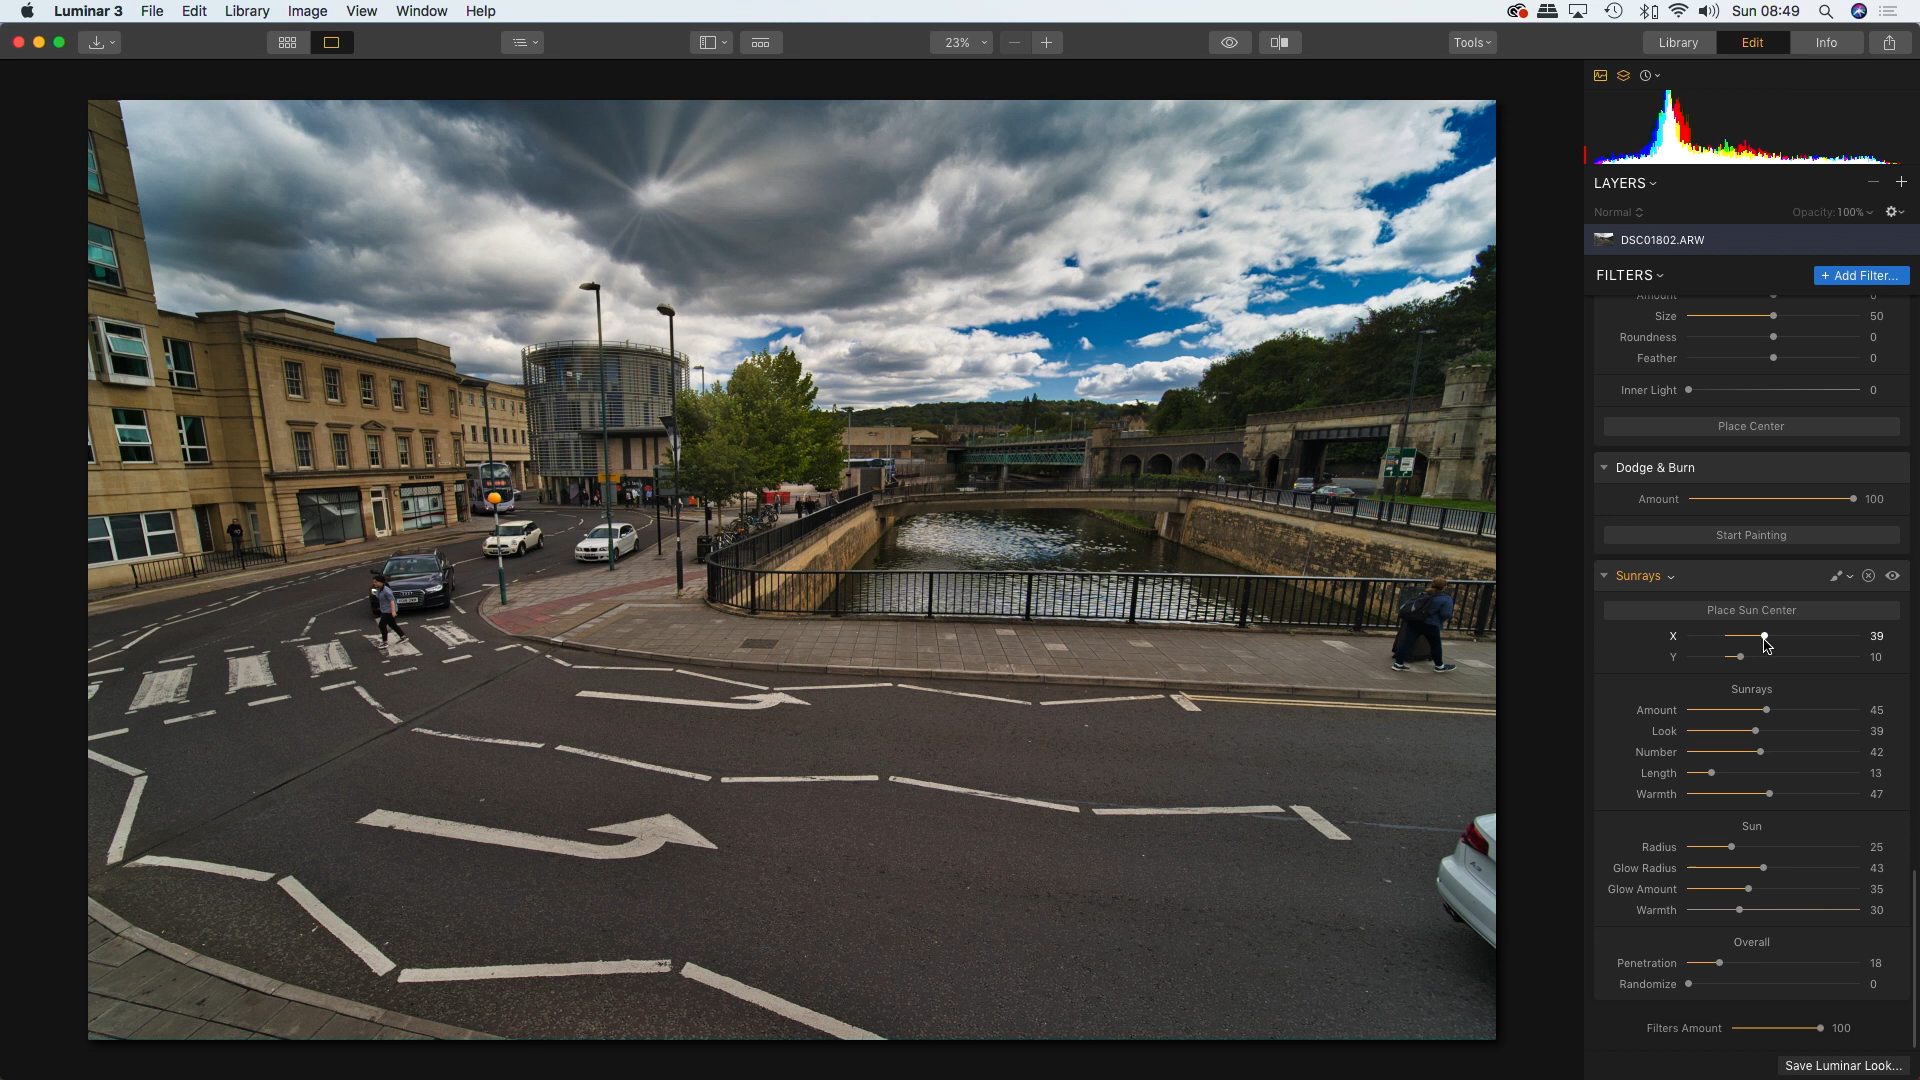 Luminar 3 File Edit Library Image View Window Help Sun 08:49
23% Tools Library Edit Info
LAYERS
Normal Opacity: 100%
DSC01802.ARW
FILTERS + Add Filter...
Amount 0
Size 50
Roundness 0
Feather 0
Inner Light 0
Place Center
Dodge & Burn
Amount 100
Start Painting
Sunrays
Place Sun Center
X 39
Y 10
Sunrays
Amount 45
Look 39
Number 42
Length 13
Warmth 47
Sun
Radius 25
Glow Radius 43
Glow Amount 35
Warmth 30
Overall
Penetration 18
Randomize 0
Filters Amount 100
Save Luminar Look...